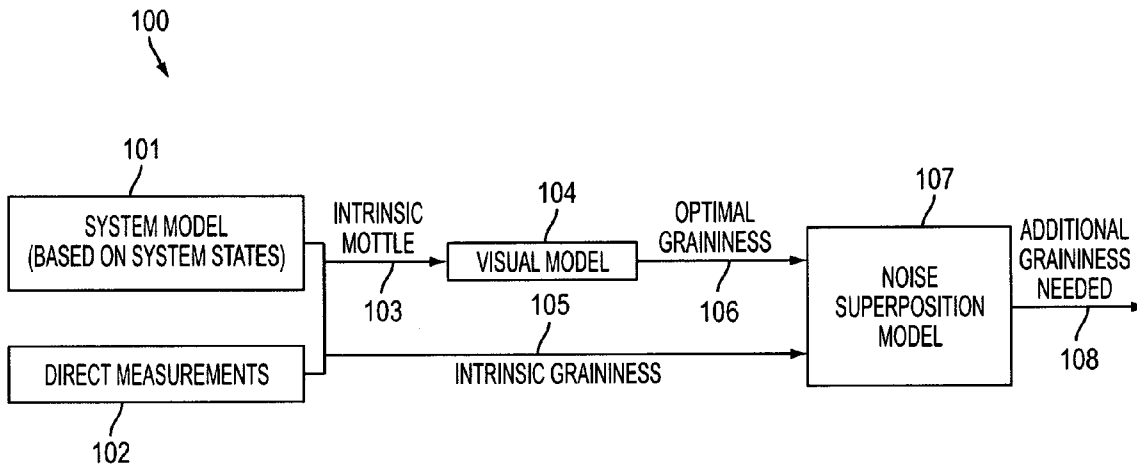 100
101
SYSTEM MODEL
(BASED ON SYSTEM STATES)
INTRINSIC
MOTTLE
103
104
VISUAL MODEL
OPTIMAL
GRAININESS
106
107
NOISE
SUPERPOSITION
MODEL
ADDITIONAL
GRAININESS
NEEDED
108
105
INTRINSIC GRAININESS
DIRECT MEASUREMENTS
102